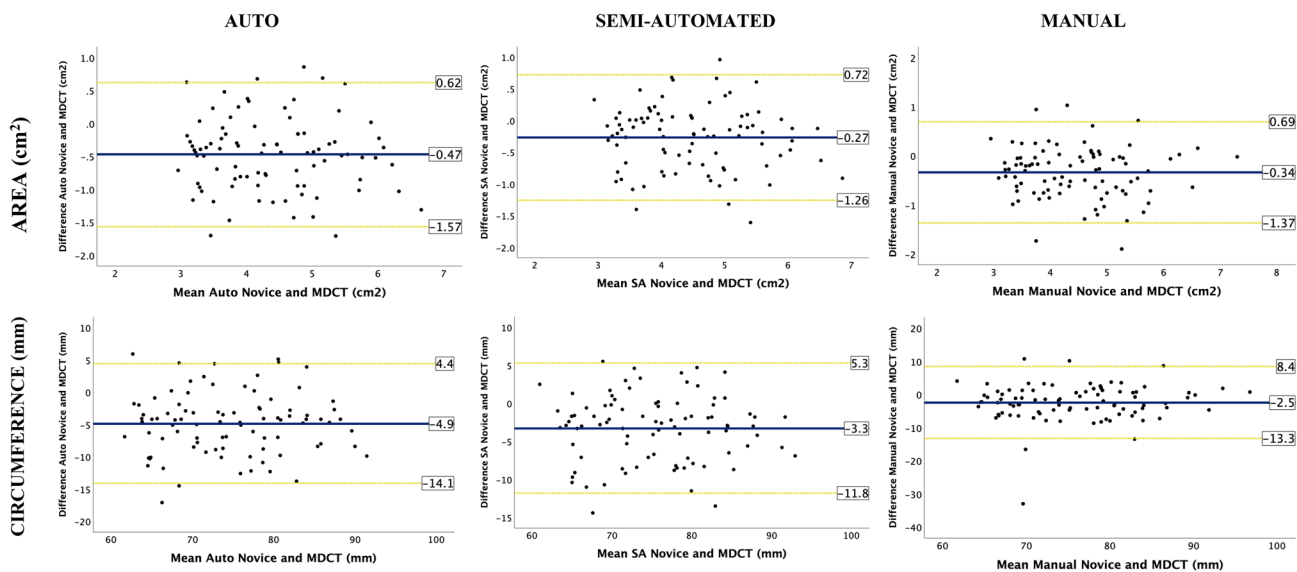 AUTO
SEMI-AUTOMATED
MANUAL
AREA (cm²)
Difference Auto Novice and MDCT (cm2)
1.0
.5
.0
-.5
-1.0
-1.5
-2.0
0.62
-0.47
-1.57
2 3 4 5 6 7
Mean Auto Novice and MDCT (cm2)
Difference SA Novice and MDCT (cm2)
1.0
.5
.0
-.5
-1.0
-1.5
-2.0
0.72
-0.27
-1.26
2 3 4 5 6 7
Mean SA Novice and MDCT (cm2)
Difference Manual Novice and MDCT (cm2)
2
1
0
-1
-2
0.69
-0.34
-1.37
2 3 4 5 6 7 8
Mean Manual Novice and MDCT (cm2)
CIRCUMFERENCE (mm)
Difference Auto Novice and MDCT (mm)
10
5
0
-5
-10
-15
-20
4.4
-4.9
-14.1
60 70 80 90 100
Mean Auto Novice and MDCT (mm)
Difference SA Novice and MDCT (mm)
10
5
0
-5
-10
-15
5.3
-3.3
-11.8
60 70 80 90 100
Mean SA Novice and MDCT (mm)
Difference Manual Novice and MDCT (mm)
20
10
0
-10
-20
-30
-40
8.4
-2.5
-13.3
60 70 80 90 100
Mean Manual Novice and MDCT (mm)